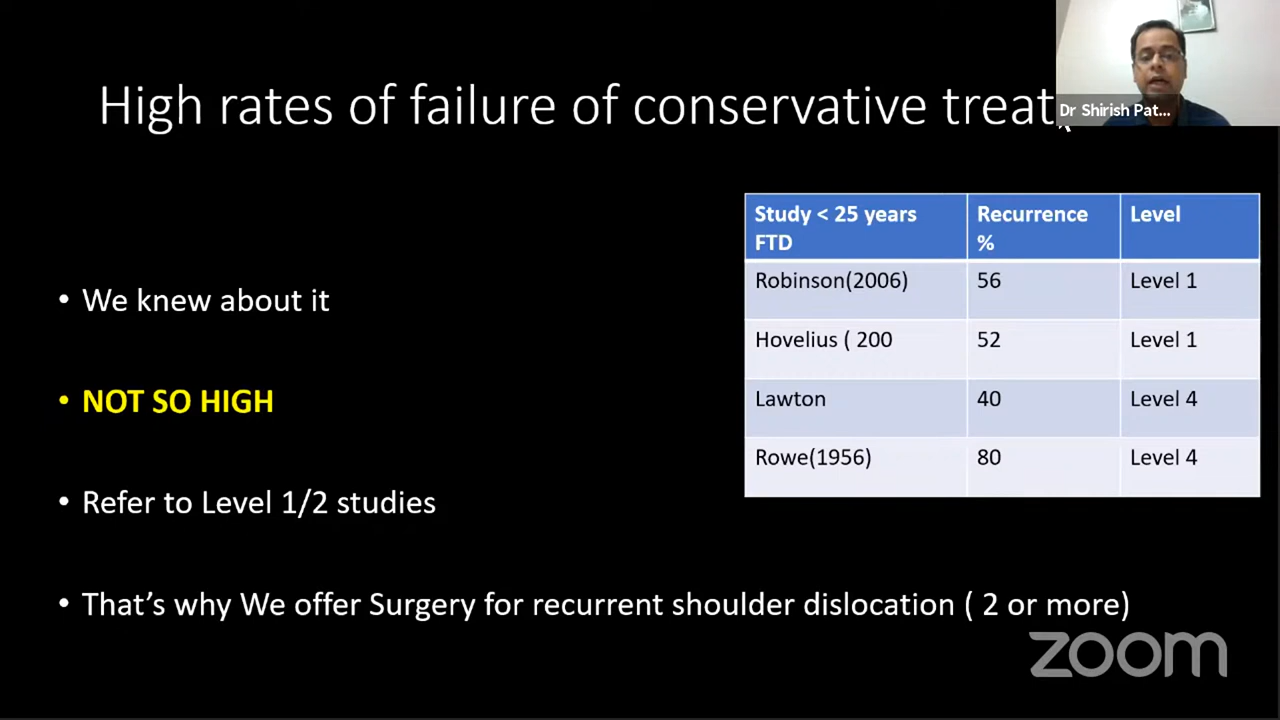 High rates of failure of conservative treat
Dr Shirish Pat...
• We knew about it
• NOT SO HIGH
• Refer to Level 1/2 studies
• That's why We offer Surgery for recurrent shoulder dislocation ( 2 or more)
Study < 25 years
FTD
Recurrence
%
Level
Robinson(2006)
56
Level 1
Hovelius ( 200
52
Level 1
Lawton
40
Level 4
Rowe(1956)
80
Level 4
zoom